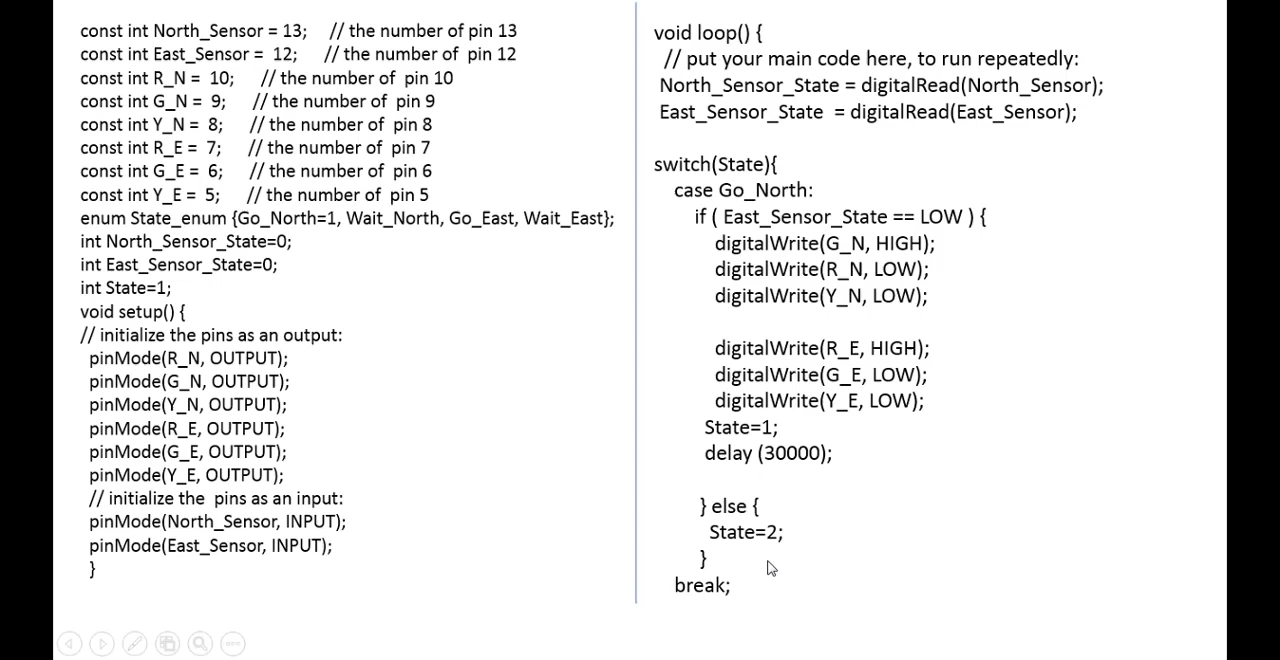 const int North_Sensor = 13;     // the number of pin 13
const int East_Sensor =  12;     // the number of  pin 12
const int R_N =  10;     // the number of  pin 10
const int G_N =  9;     // the number of  pin 9
const int Y_N =  8;     // the number of  pin 8
const int R_E =  7;     // the number of  pin 7
const int G_E =  6;     // the number of  pin 6
const int Y_E =  5;     // the number of  pin 5
enum State_enum {Go_North=1, Wait_North, Go_East, Wait_East};
int North_Sensor_State=0;
int East_Sensor_State=0;
int State=1;
void setup() {
// initialize the pins as an output:
pinMode(R_N, OUTPUT);
pinMode(G_N, OUTPUT);
pinMode(Y_N, OUTPUT);
pinMode(R_E, OUTPUT);
pinMode(G_E, OUTPUT);
pinMode(Y_E, OUTPUT);
// initialize the  pins as an input:
pinMode(North_Sensor, INPUT);
pinMode(East_Sensor, INPUT);
}
void loop() {
// put your main code here, to run repeatedly:
North_Sensor_State = digitalRead(North_Sensor);
East_Sensor_State  = digitalRead(East_Sensor);
switch(State){
case Go_North:
if ( East_Sensor_State == LOW ) {
digitalWrite(G_N, HIGH);
digitalWrite(R_N, LOW);
digitalWrite(Y_N, LOW);
digitalWrite(R_E, HIGH);
digitalWrite(G_E, LOW);
digitalWrite(Y_E, LOW);
State=1;
delay (30000);
} else {
State=2;
}
break;